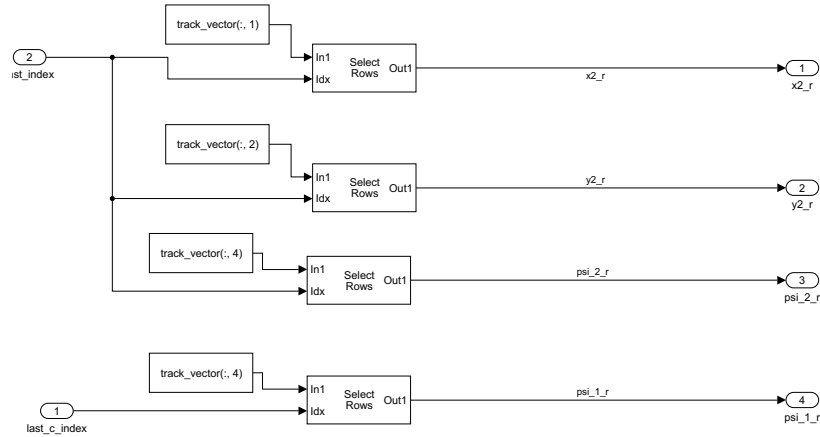 track_vector(:, 1)
2
In1
Idx
Select
Rows
Out1
x2_r
1
x2_r
track_vector(:, 2)
In1
Idx
Select
Rows
Out1
y2_r
2
y2_r
track_vector(:, 4)
In1
Idx
Select
Rows
Out1
psi_2_r
3
psi_2_r
track_vector(:, 4)
In1
Idx
Select
Rows
Out1
psi_1_r
4
psi_1_r
1
last_c_index